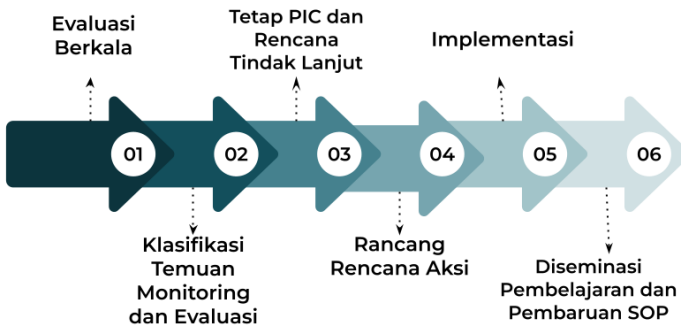 Evaluasi
Berkala
01
Klasifikasi
Temuan
Monitoring
dan Evaluasi
02
Tetap PIC dan
Rencana
Tindak Lanjut
03
Rancang
Rencana Aksi
04
Implementasi
05
Diseminasi
Pembelajaran dan
Pembaruan SOP
06